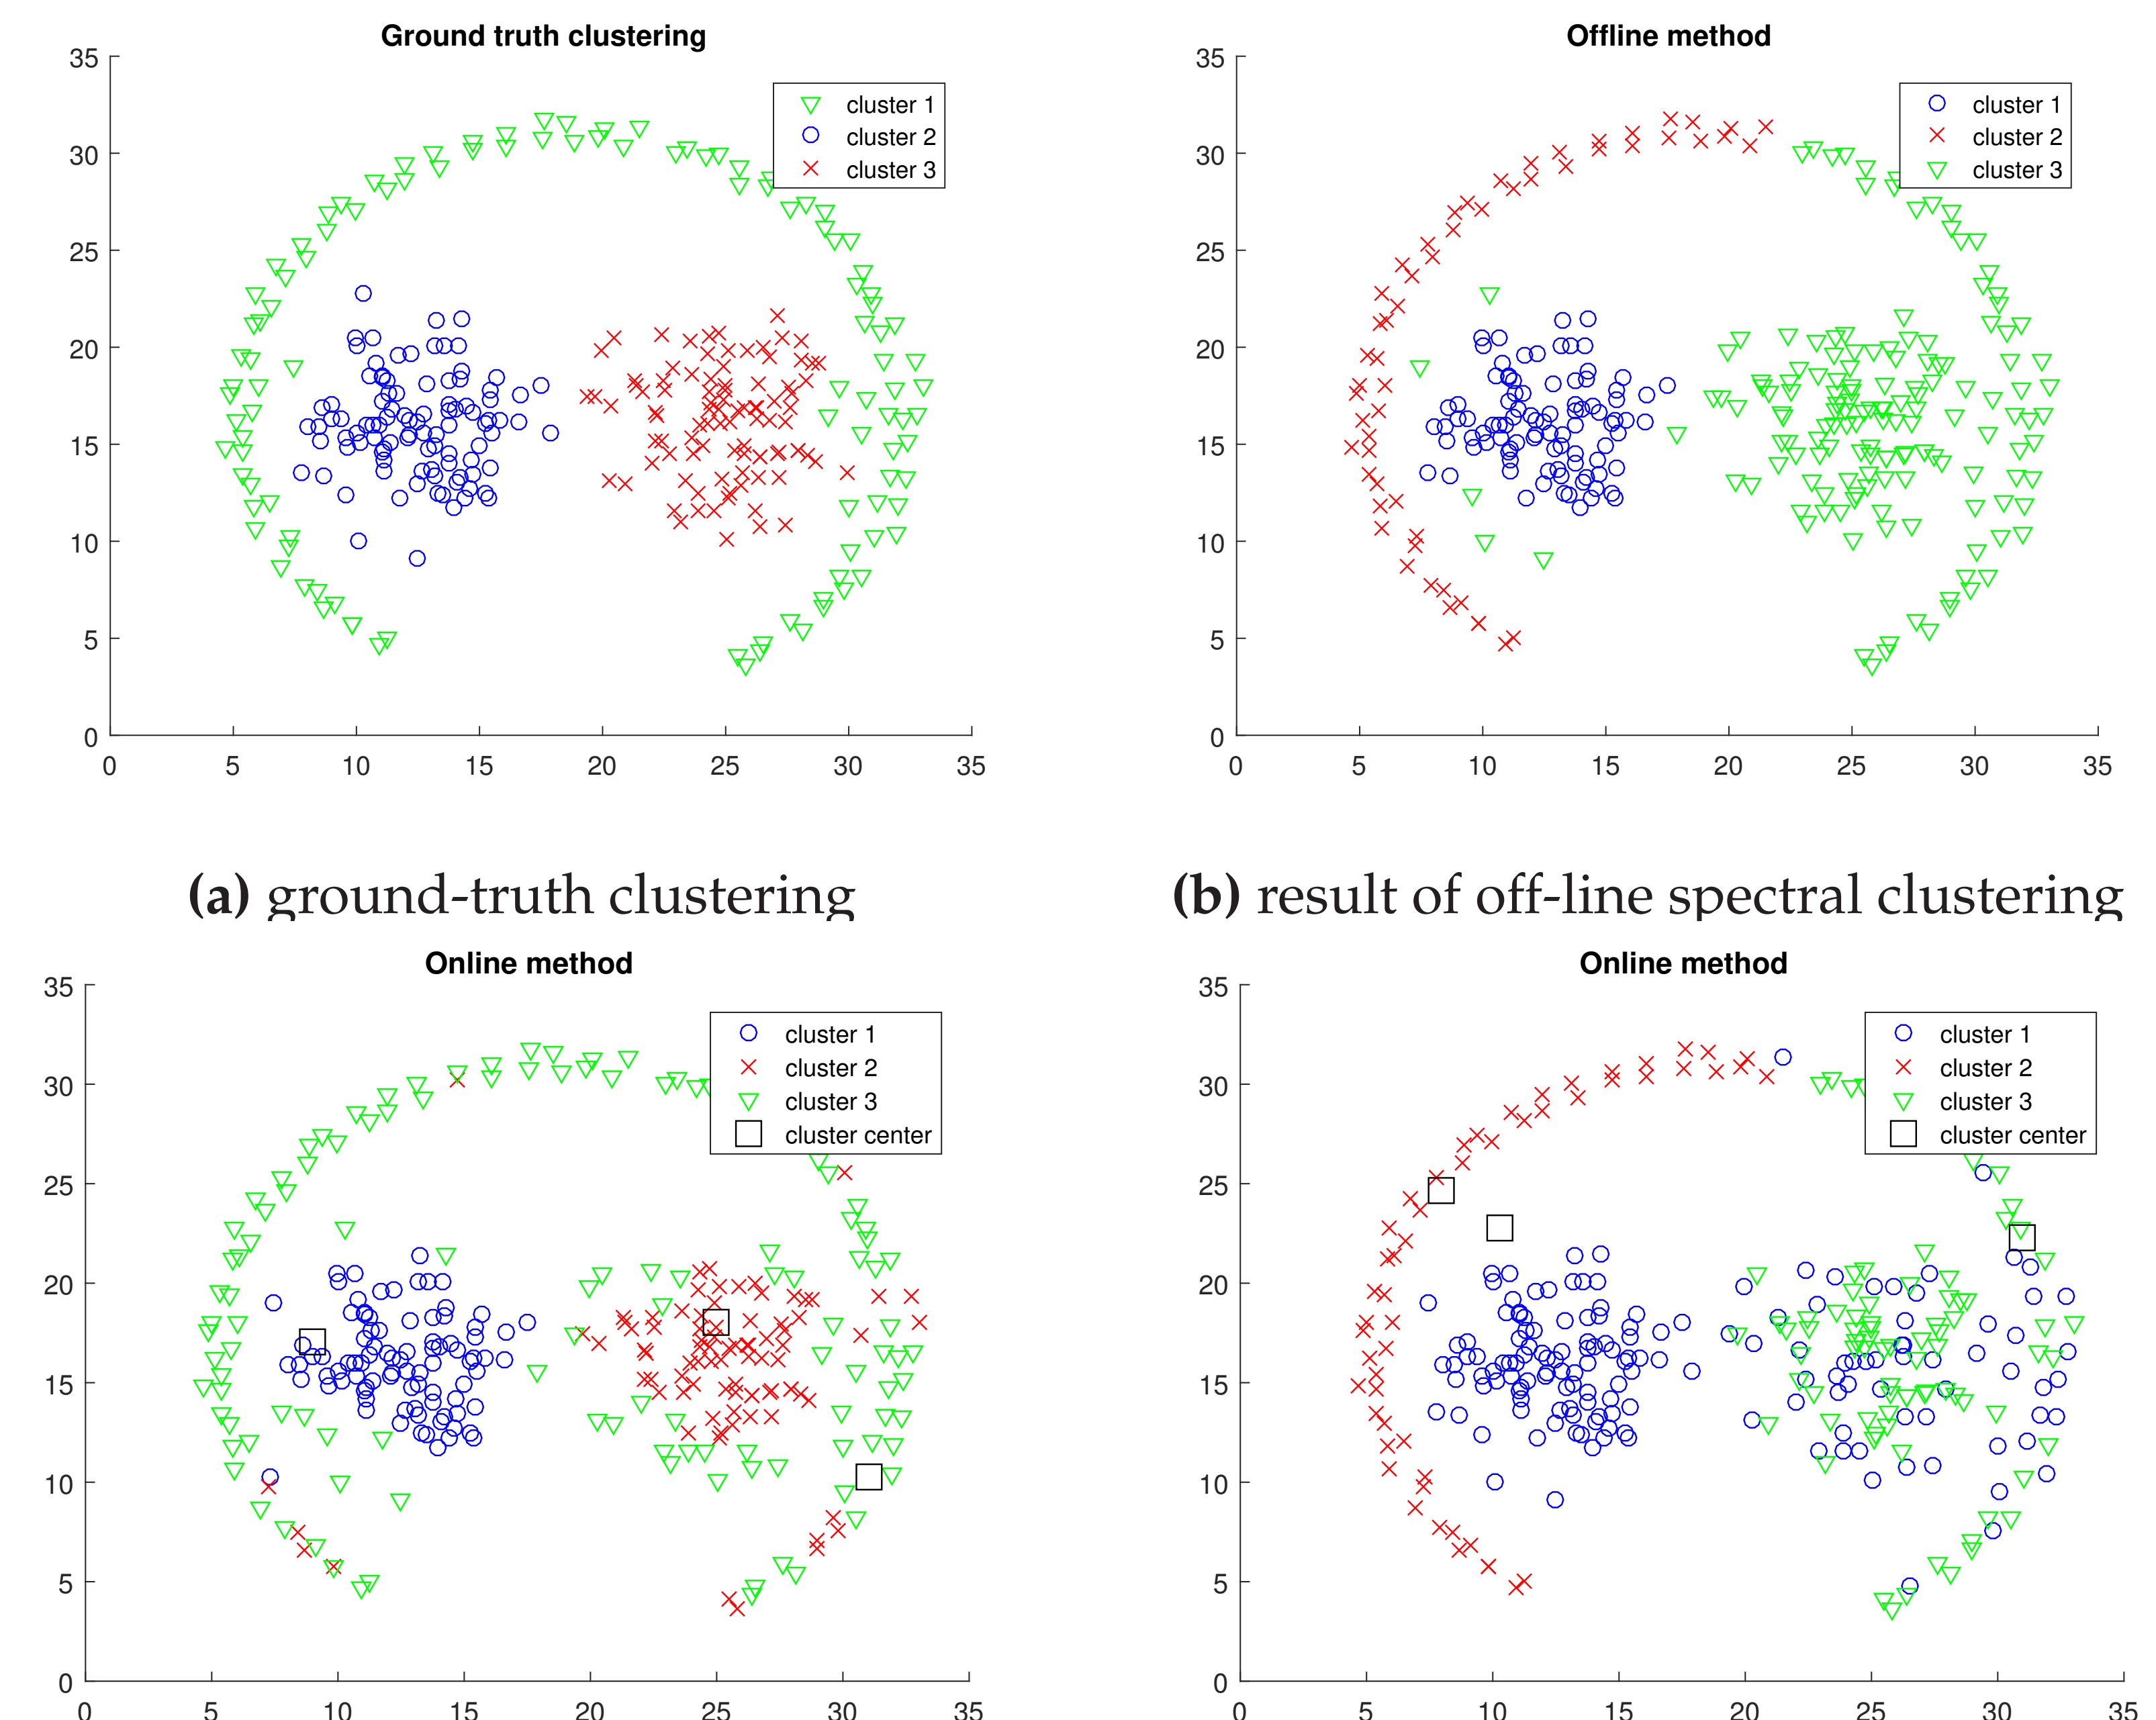 Ground truth clustering
35
30
25
20
15
10
5
0
0 5 10 15 20 25 30 35
cluster 1
cluster 2
cluster 3
Offline method
35
30
25
20
15
10
5
0
0 5 10 15 20 25 30 35
cluster 1
cluster 2
cluster 3
(a) ground-truth clustering
(b) result of off-line spectral clustering
Online method
35
30
25
20
15
10
5
0
0 5 10 15 20 25 30 35
cluster 1
cluster 2
cluster 3
cluster center
Online method
35
30
25
20
15
10
5
0
0 5 10 15 20 25 30 35
cluster 1
cluster 2
cluster 3
cluster center